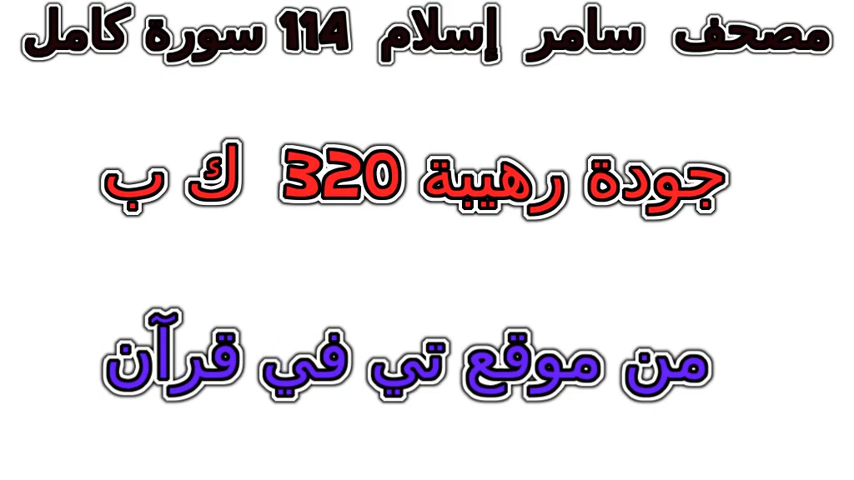 مصحف سامر إسلام 114 سورة كامل
جودة رهيبة 320 ك ب
من موقع تي في قرآن